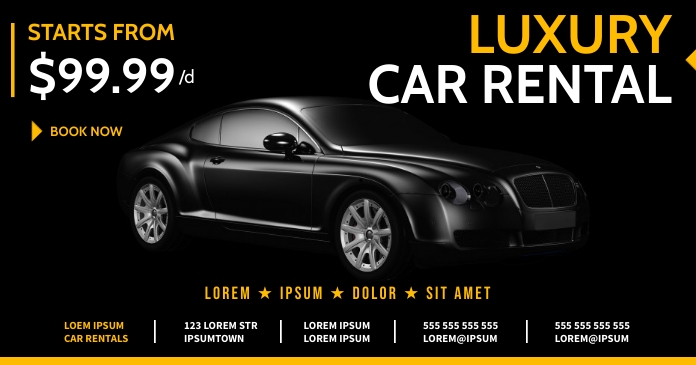 STARTS FROM
$99.99 /d
BOOK NOW
LUXURY
CAR RENTAL
LOREM ★ IPSUM ★ DOLOR ★ SIT AMET
LOEM IPSUM
CAR RENTALS
123 LOREM STR
IPSUMTOWN
LOREM IPSUM
LOREM IPSUM
555 555 555 555
LOREM@IPSUM
555 555 555 555
LOREM@IPSUM